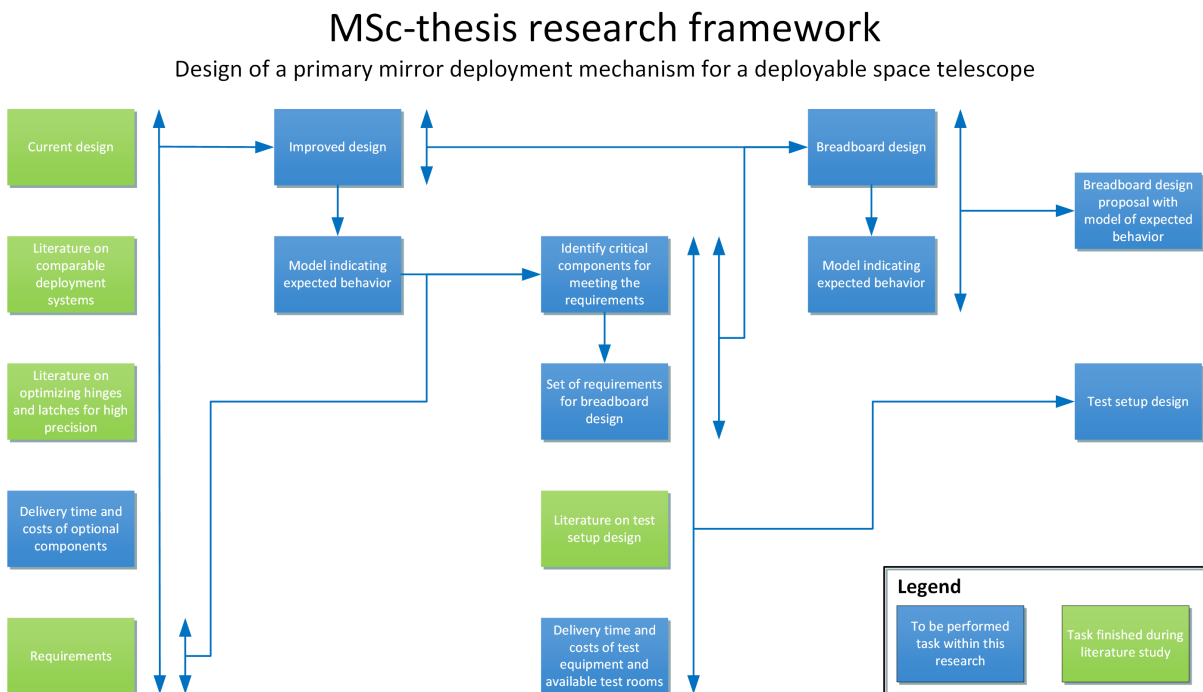 MSc-thesis research framework
Design of a primary mirror deployment mechanism for a deployable space telescope
Current design
Improved design
Breadboard design
Breadboard design
proposal with
model of expected
behavior
Literature on
comparable
deployment
systems
Model indicating
expected behavior
Identify critical
components for
meeting the
requirements
Model indicating
expected behavior
Literature on
optimizing hinges
and latches for high
precision
Set of requirements
for breadboard
design
Test setup design
Delivery time and
costs of optional
components
Literature on test
setup design
Requirements
Delivery time and
costs of test
equipment and
available test rooms
Legend
To be performed
task within this
research
Task finished during
literature study